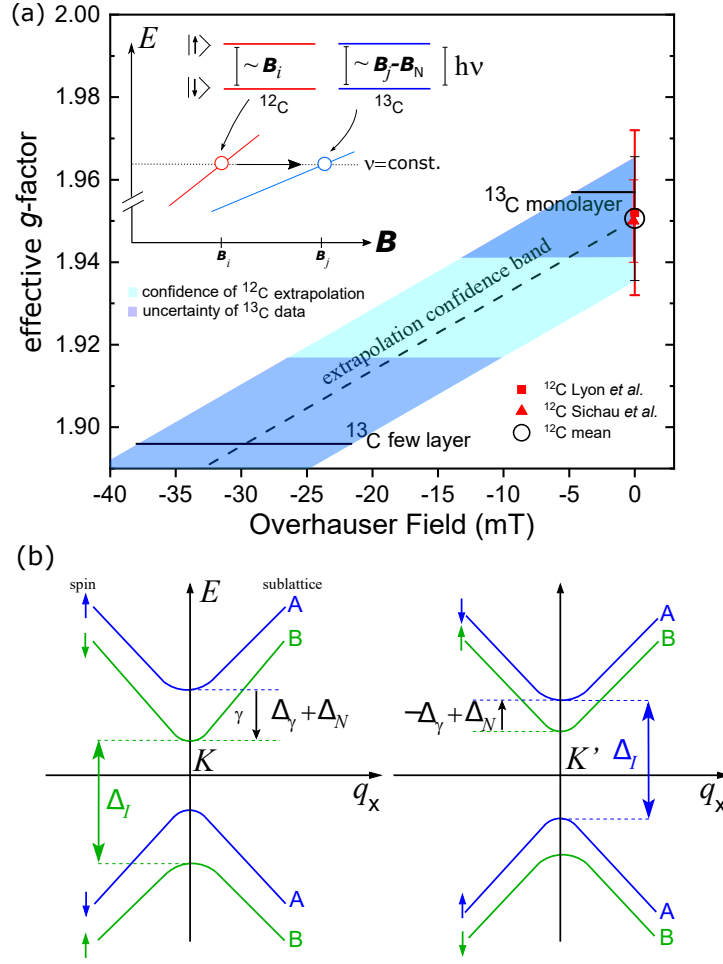 (a)
2.00
1.98
1.96
1.94
1.92
1.90
effective g-factor
E
|↑>
|↓>
~ B_i
~ B_j-B_N
hν
¹²C
¹³C
ν=const.
B_i
B_j
B
confidence of ¹²C extrapolation
uncertainty of ¹³C data
¹³C monolayer
extrapolation confidence band
¹³C few layer
¹²C Lyon et al.
¹²C Sichau et al.
¹²C mean
-40 -35 -30 -25 -20 -15 -10 -5 0
Overhauser Field (mT)
(b)
spin
E
sublattice
A
B
γ
Δ_γ+Δ_N
K
Δ_I
q_x
A
B
A
B
−Δ_γ+Δ_N
K’
Δ_I
q_x
A
B